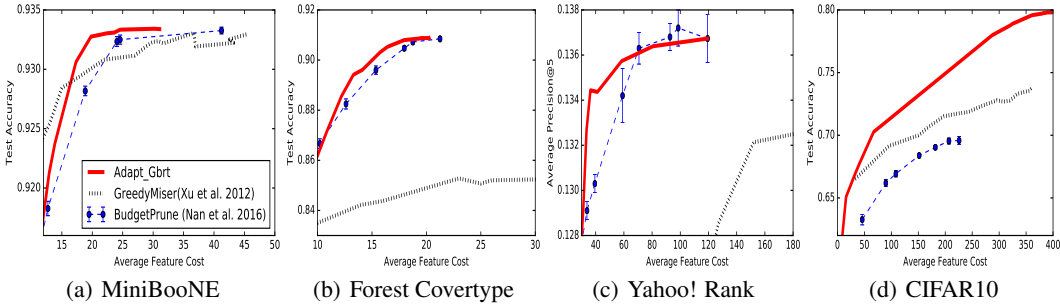 0.935
0.930
0.925
0.920
15 20 25 30 35 40 45 50
Test Accuracy
Average Feature Cost
Adapt_Gbrt
GreedyMiser(Xu et al. 2012)
BudgetPrune (Nan et al. 2016)
(a) MiniBooNE
0.92
0.90
0.88
0.86
0.84
10 15 20 25 30
Test Accuracy
Average Feature Cost
(b) Forest Covertype
0.136
0.134
0.132
0.130
0.128
40 60 80 100 120 140 160 180
Average Precision@5
Average Feature Cost
(c) Yahoo! Rank
0.80
0.75
0.70
0.65
0 50 100 150 200 250 300 350 400
Test Accuracy
Average Feature Cost
(d) CIFAR10